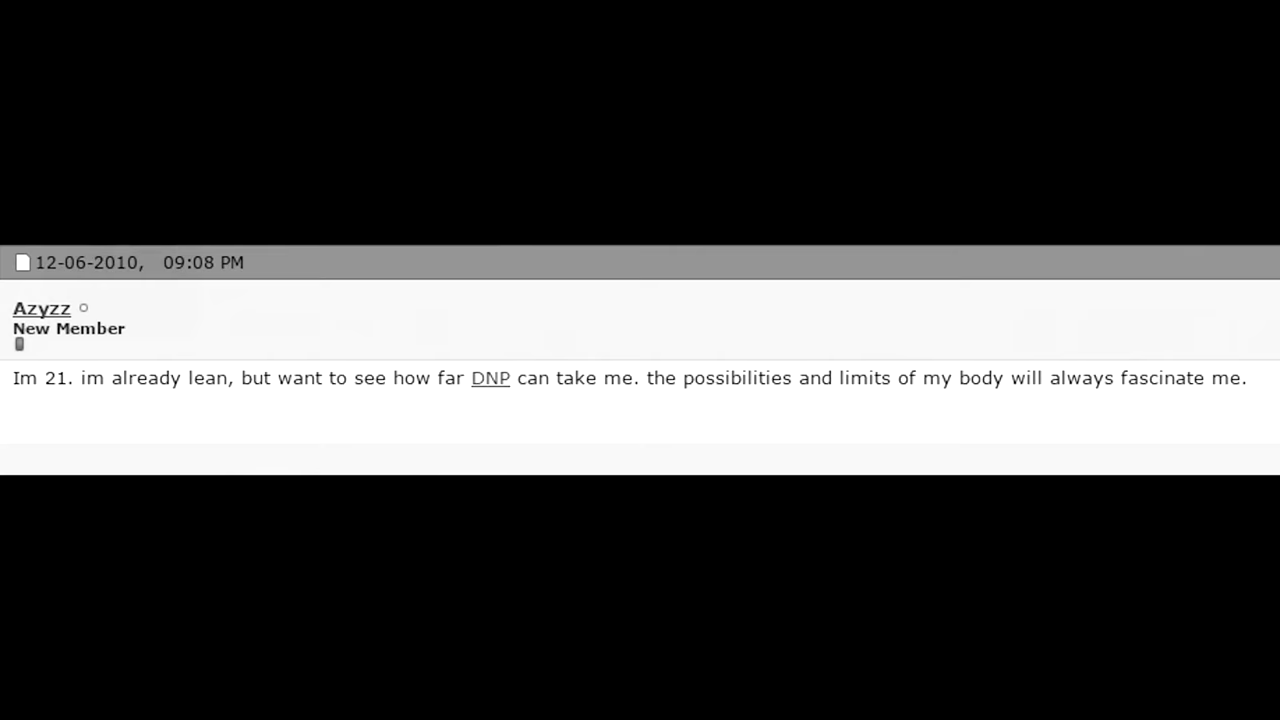 12-06-2010, 09:08 PM
Azyzz
New Member
Im 21. im already lean, but want to see how far DNP can take me. the possibilities and limits of my body will always fascinate me.